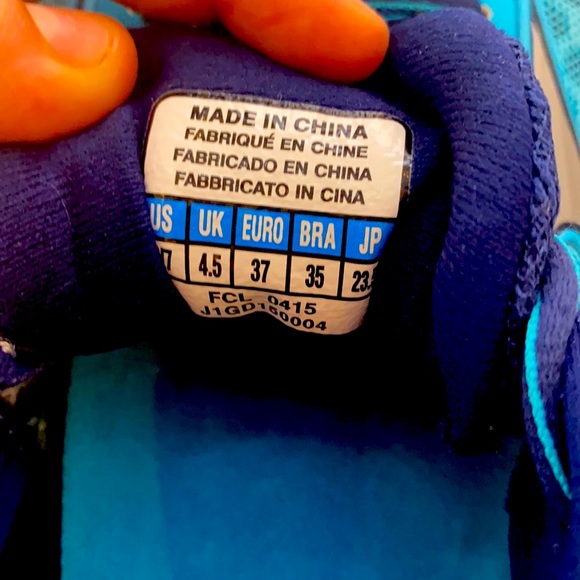 MADE IN CHINA
FABRIQUÉ EN CHINE
FABRICADO EN CHINA
FABBRICATO IN CINA
US UK EURO BRA JP
7 4.5 37 35 23.
FCL 0415